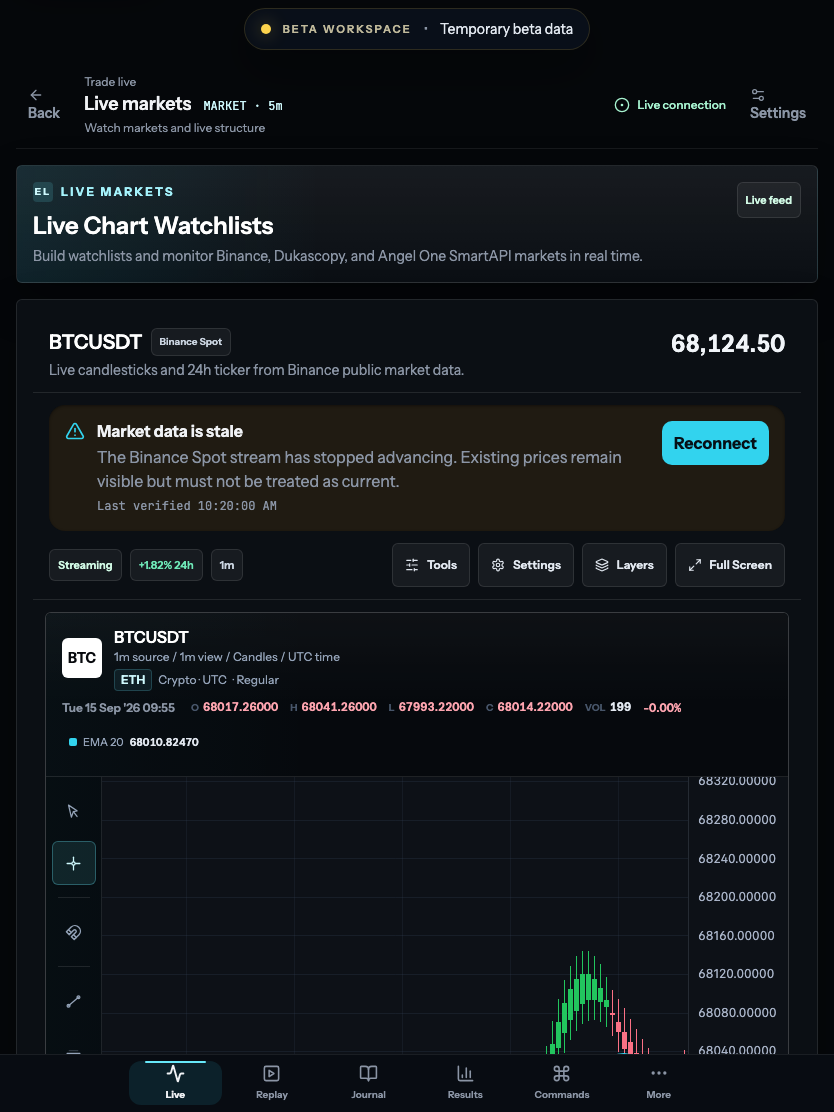 BETA WORKSPACE · Temporary beta data
Trade live
Back
Live markets MARKET · 5m
Watch markets and live structure
Live connection
Settings
EL LIVE MARKETS
Live Chart Watchlists
Build watchlists and monitor Binance, Dukascopy, and Angel One SmartAPI markets in real time.
Live feed
BTCUSDT Binance Spot
68,124.50
Live candlesticks and 24h ticker from Binance public market data.
Market data is stale
The Binance Spot stream has stopped advancing. Existing prices remain
visible but must not be treated as current.
Last verified 10:20:00 AM
Reconnect
Streaming +1.82% 24h 1m Tools Settings Layers Full Screen
BTC
BTCUSDT
1m source / 1m view / Candles / UTC time
ETH Crypto · UTC · Regular
Tue 15 Sep '26 09:55 O 68017.26000 H 68041.26000 L 67993.22000 C 68014.22000 VOL 199 -0.00%
EMA 20 68010.82470
68320.00000
68280.00000
68240.00000
68200.00000
68160.00000
68120.00000
68080.00000
68040.00000
Live Replay Journal Results Commands More